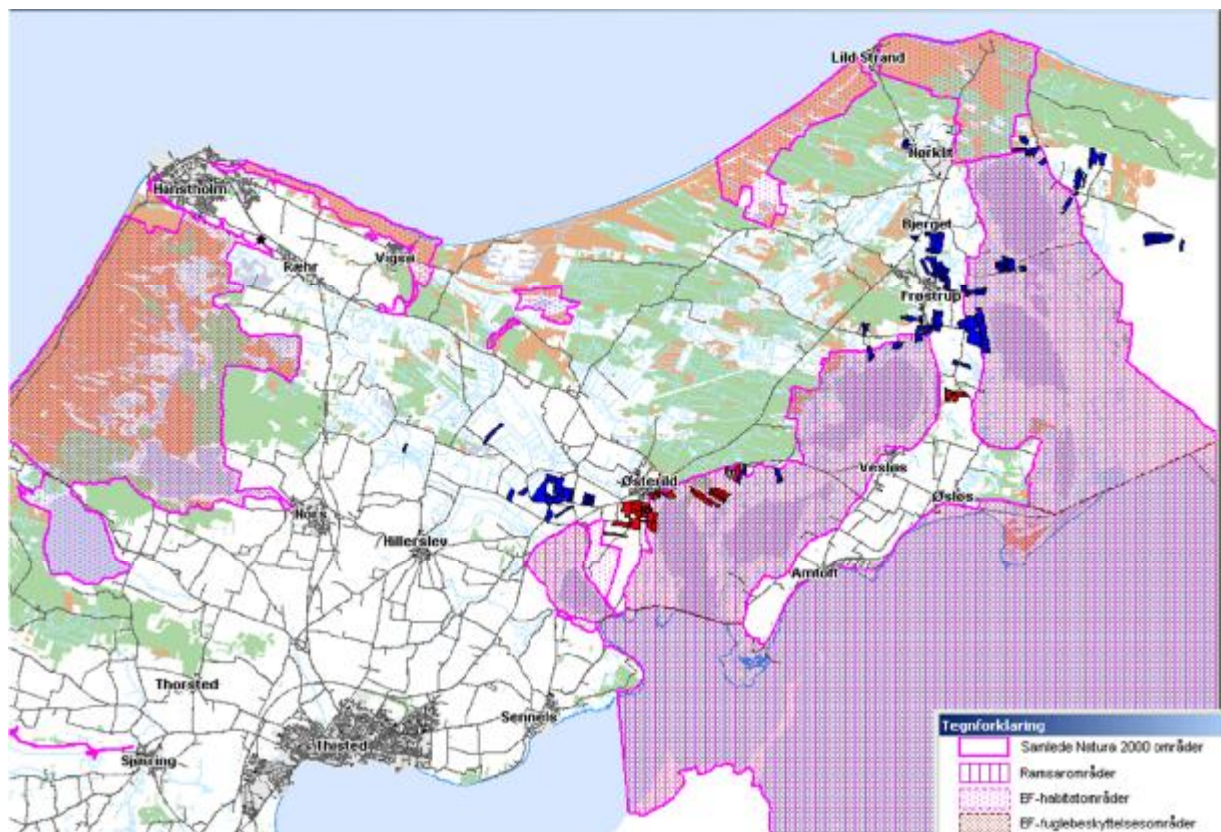 Lild Strand
Nørklit
Hanstholm
Bjerget
Ræhr
Vigsø
Frøstrup
Vesløs
Østerild
Øsløs
Nors
Hillerslev
Arntoft
Thorsted
Sennels
Thisted
Sjørring
Tegnforklaring
Samlede Natura 2000 områder
Ramsarområder
EF-habitatområder
EF-fuglebeskyttelsesområder